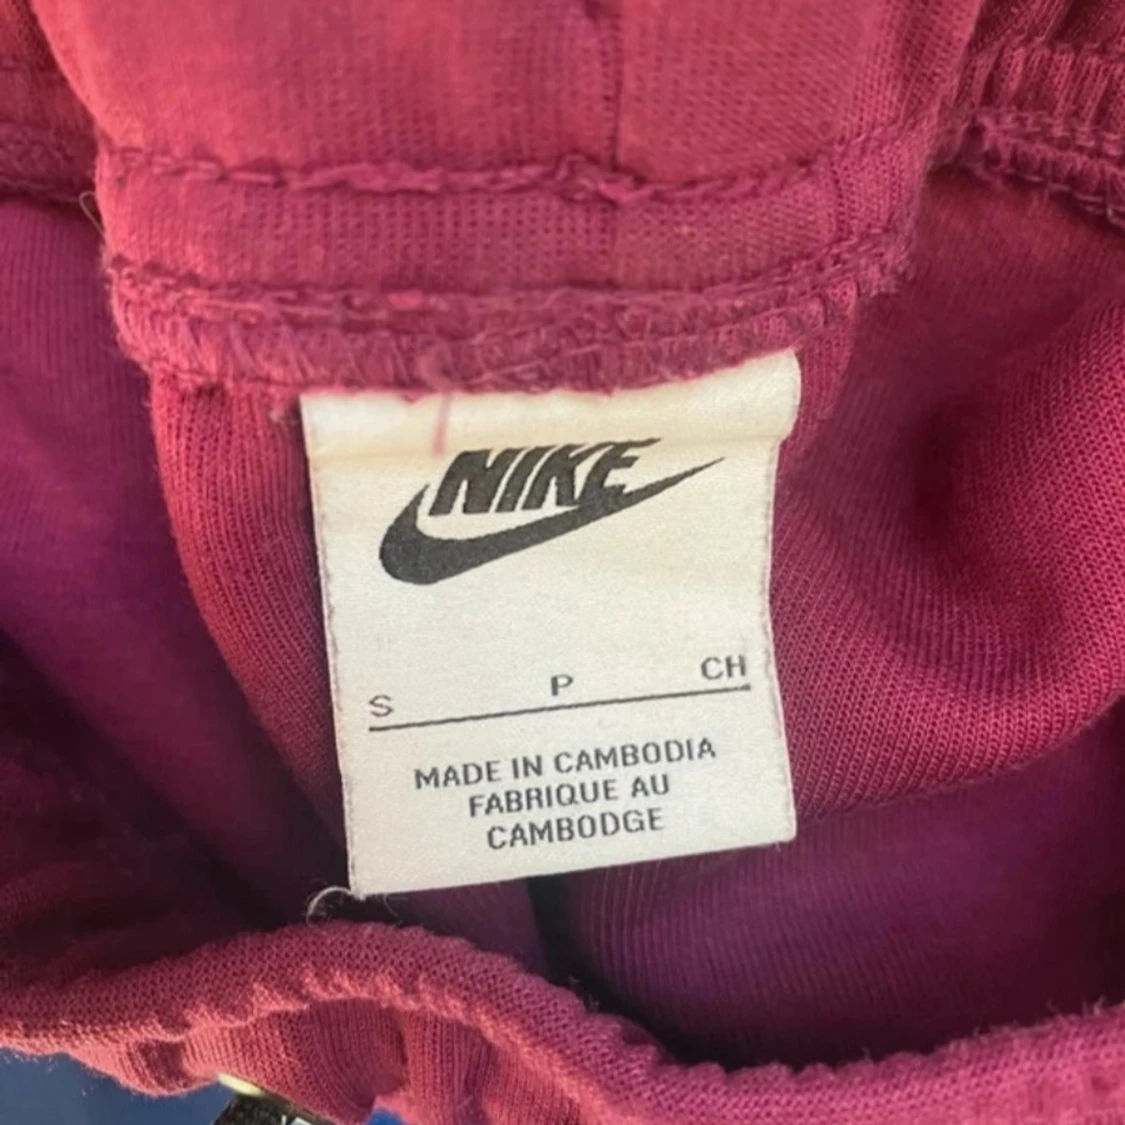 NIKE
S P CH
MADE IN CAMBODIA
FABRIQUE AU
CAMBODGE